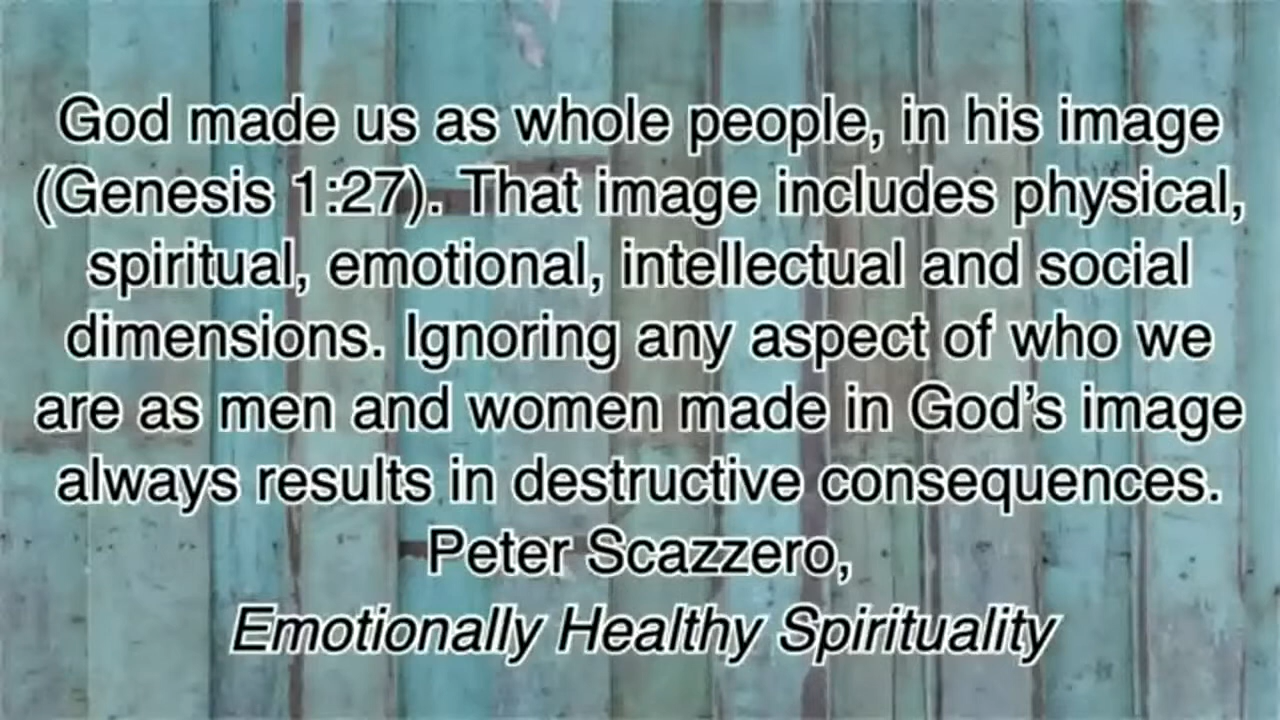 God made us as whole people, in his image
(Genesis 1:27). That image includes physical,
spiritual, emotional, intellectual and social
dimensions. Ignoring any aspect of who we
are as men and women made in God’s image
always results in destructive consequences.
Peter Scazzero,
Emotionally Healthy Spirituality